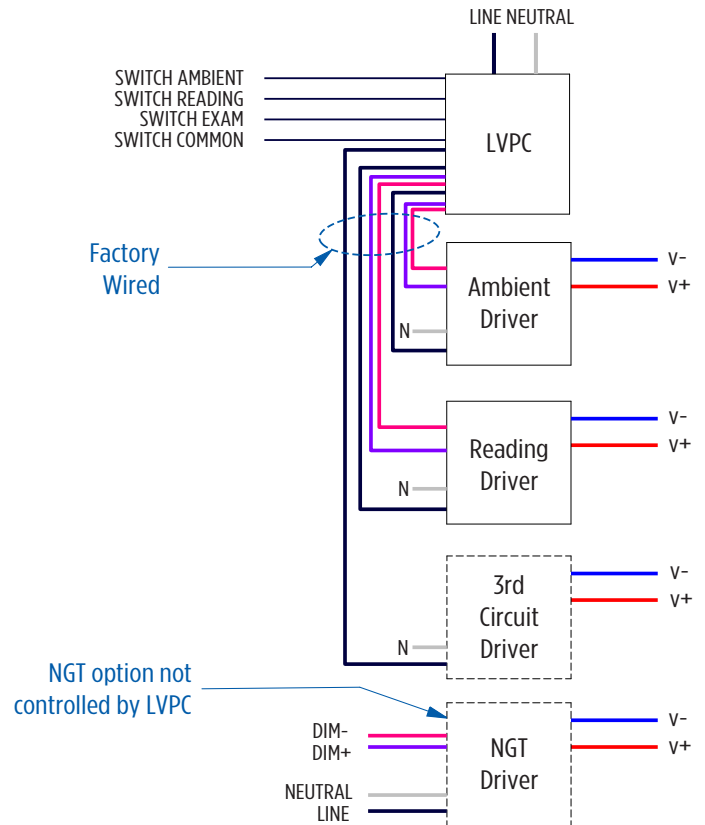 LINE NEUTRAL
SWITCH AMBIENT
SWITCH READING
SWITCH EXAM
SWITCH COMMON
LVPC
Factory
Wired
Ambient
Driver
N
V-
V+
Reading
Driver
N
V-
V+
3rd
Circuit
Driver
N
V-
V+
NGT option not
controlled by LVPC
DIM-
DIM+
NEUTRAL
LINE
NGT
Driver
V-
V+